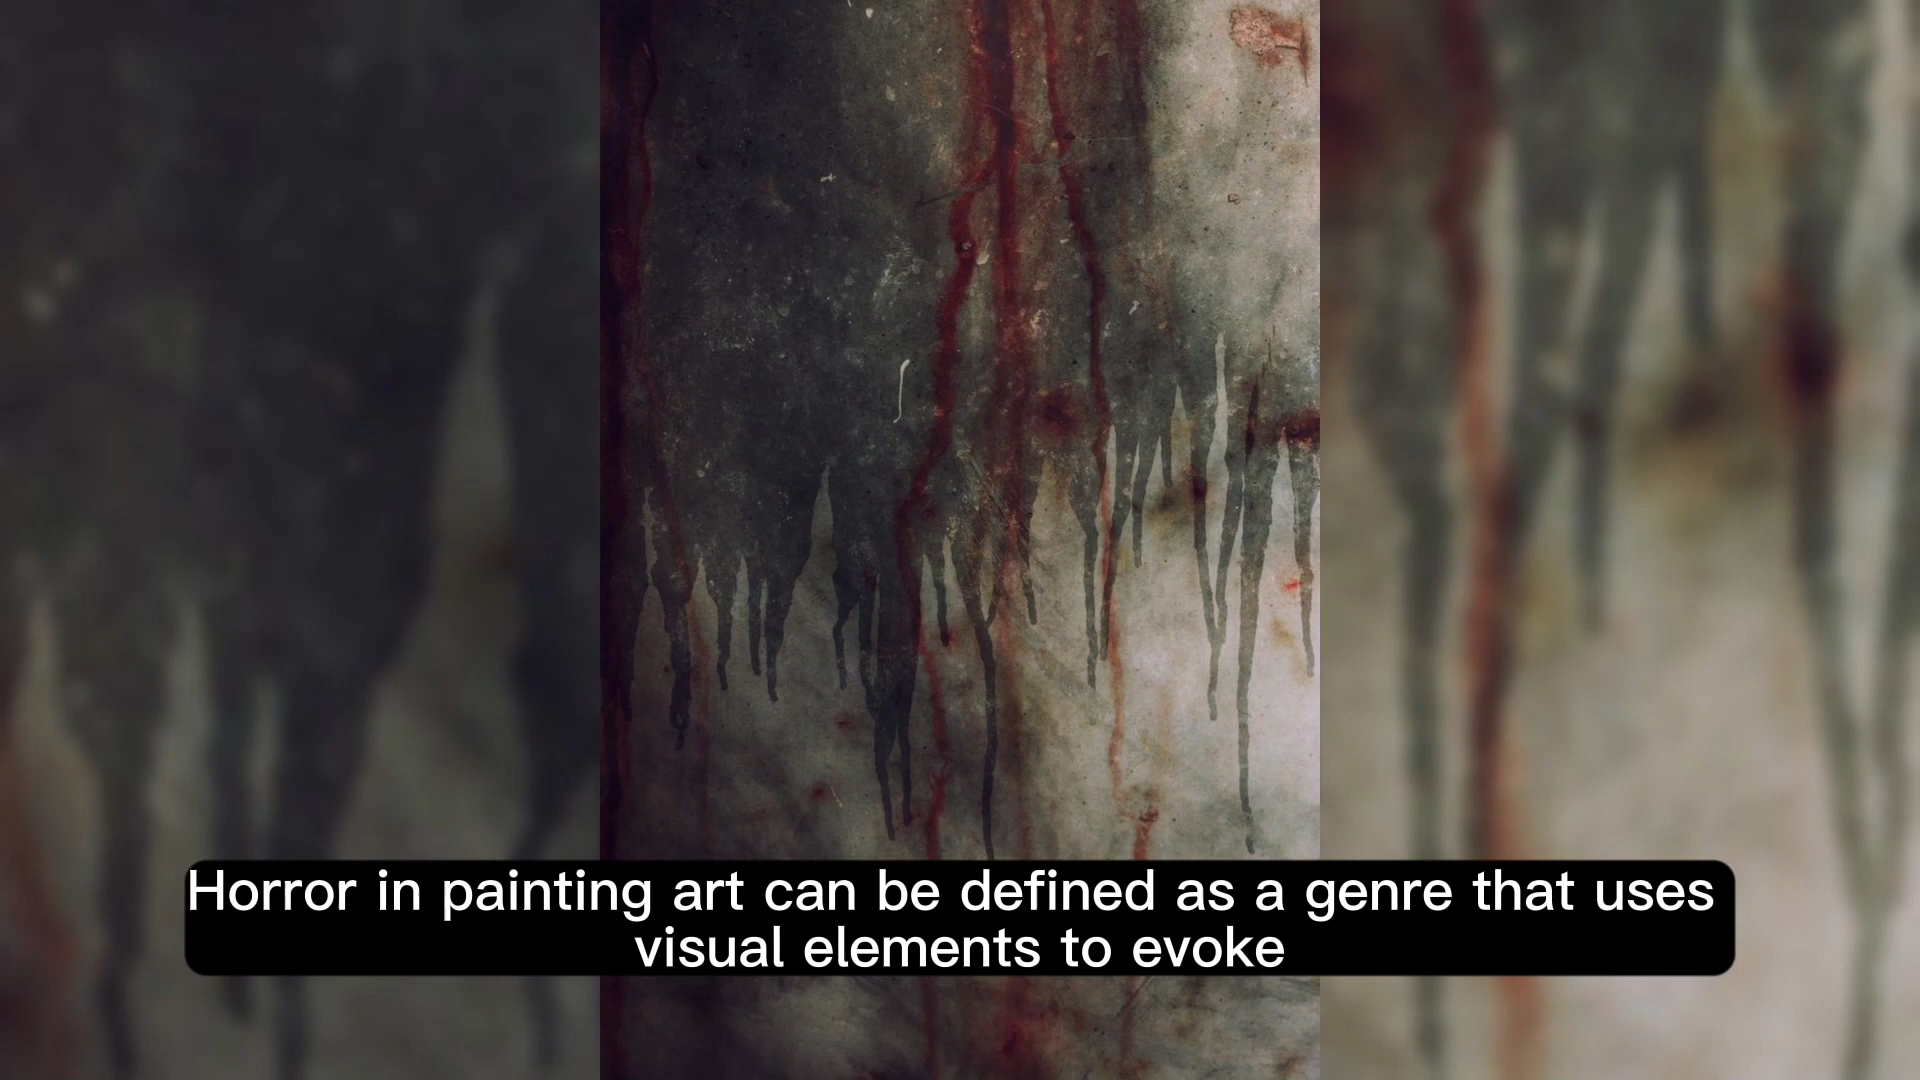 Horror in painting art can be defined as a genre that uses
visual elements to evoke